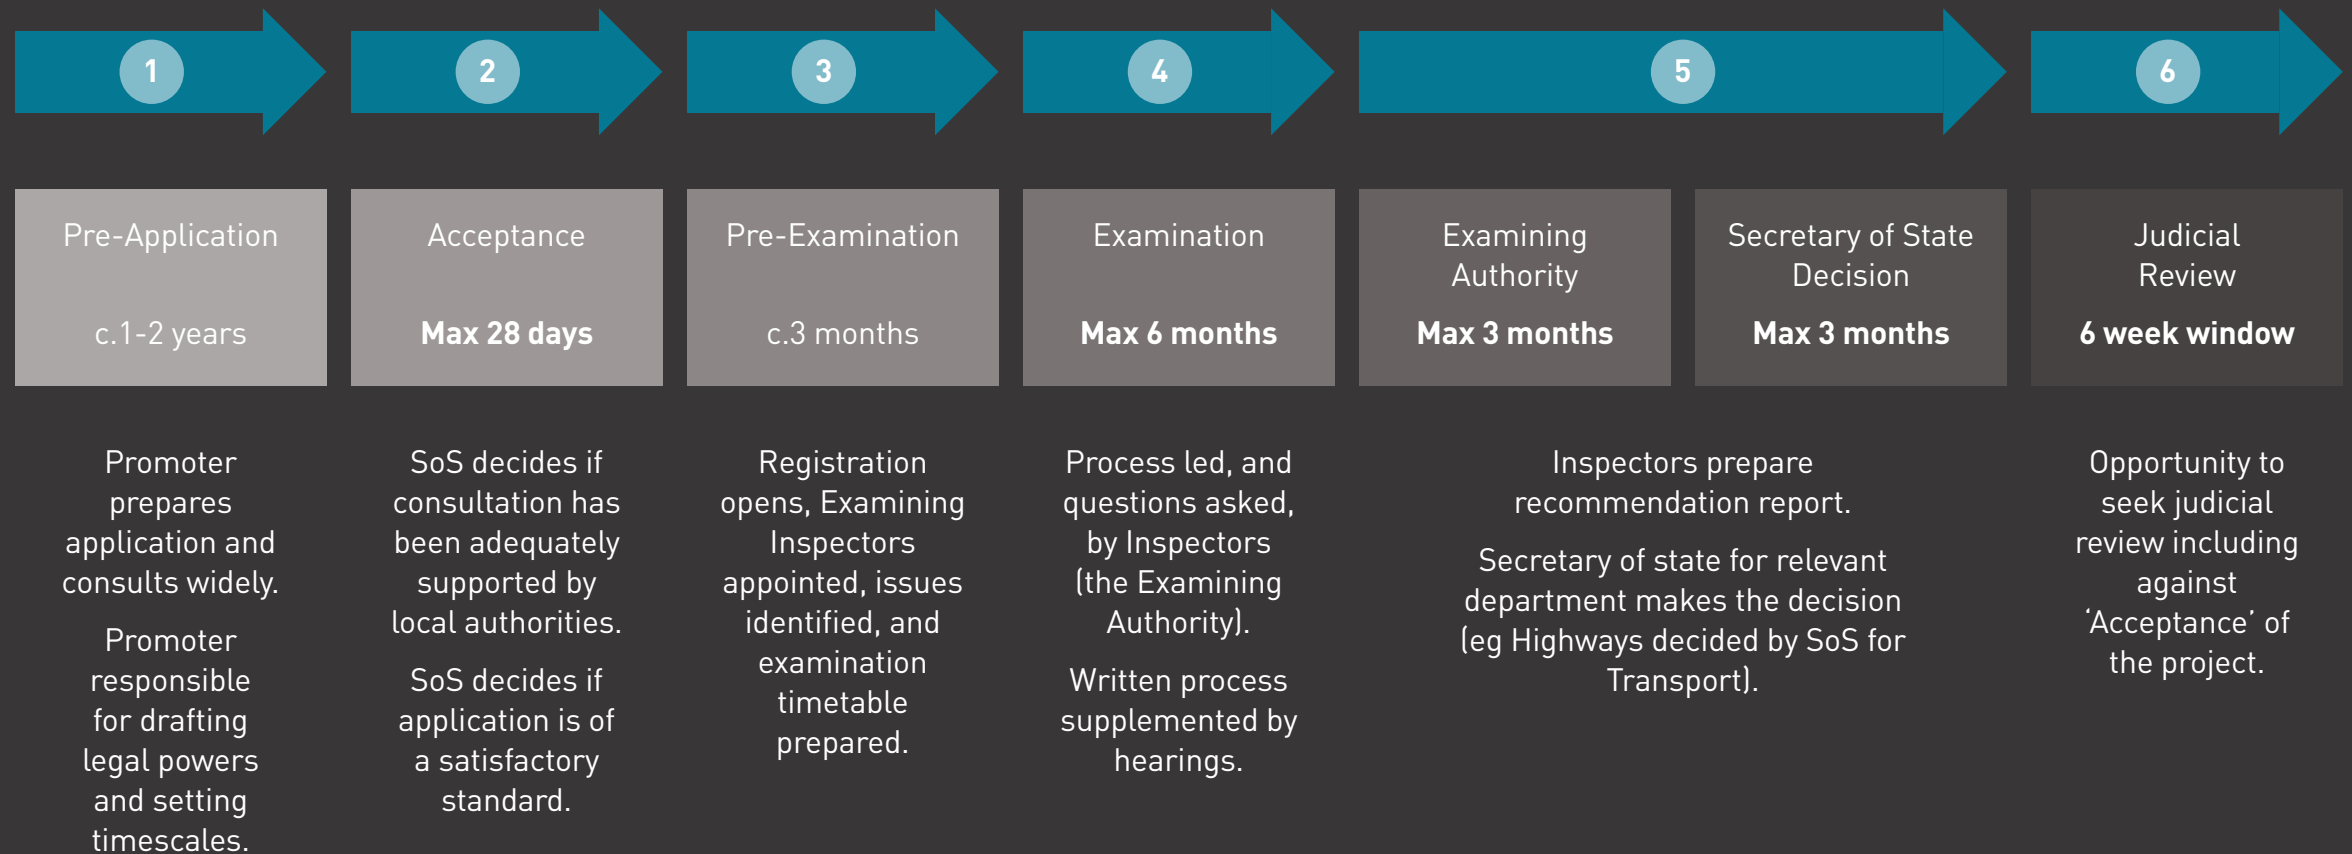 1
2
3
4
5
6
Pre-Application
c.1-2 years
Acceptance
Max 28 days
Pre-Examination
c.3 months
Examination
Max 6 months
Examining
Authority
Max 3 months
Secretary of State
Decision
Max 3 months
Judicial
Review
6 week window
Promoter
prepares
application and
consults widely.
Promoter
responsible
for drafting
legal powers
and setting
timescales.
SoS decides if
consultation has
been adequately
supported by
local authorities.
SoS decides if
application is of
a satisfactory
standard.
Registration
opens, Examining
Inspectors
appointed, issues
identified, and
examination
timetable
prepared.
Process led, and
questions asked,
by Inspectors
(the Examining
Authority).
Written process
supplemented by
hearings.
Inspectors prepare
recommendation report.
Secretary of state for relevant
department makes the decision
(eg Highways decided by SoS for
Transport).
Opportunity to
seek judicial
review including
against
‘Acceptance’ of
the project.